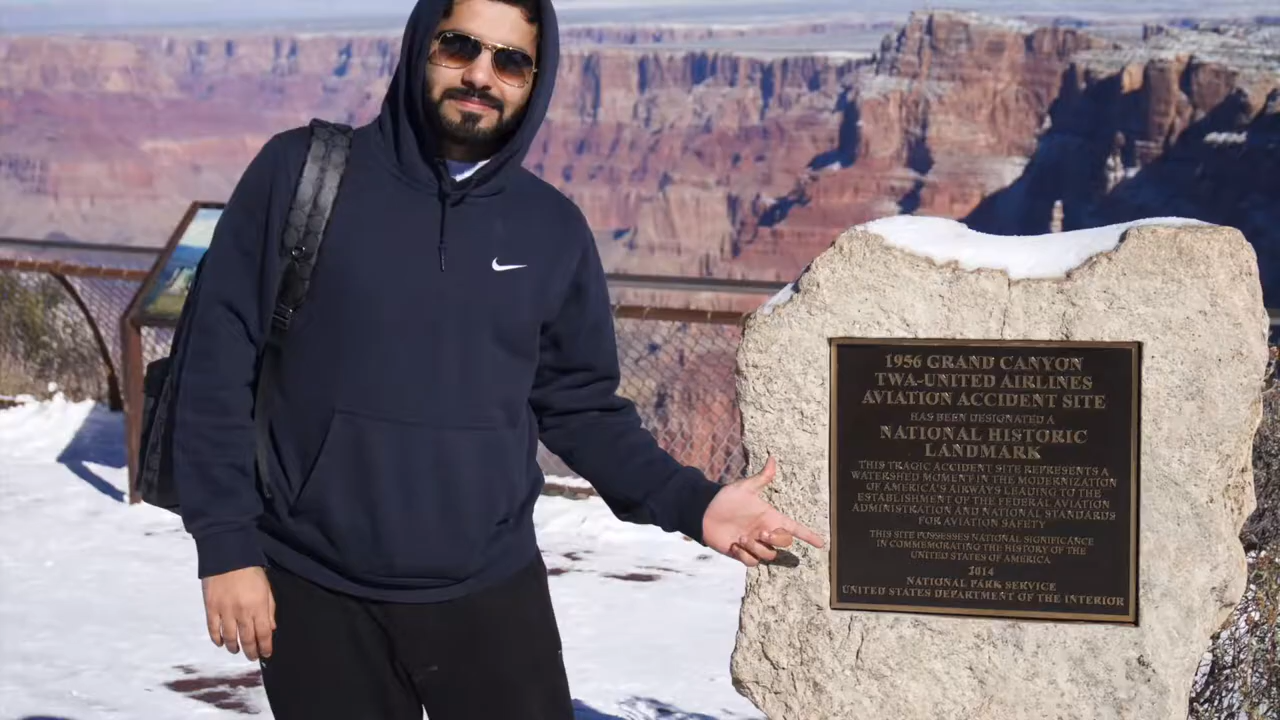 1956 GRAND CANYON
TWA-UNITED AIRLINES
AVIATION ACCIDENT SITE
HAS BEEN DESIGNATED A
NATIONAL HISTORIC
LANDMARK
THIS TRAGIC ACCIDENT SITE REPRESENTS A
WATERSHED MOMENT IN THE MODERNIZATION
OF AMERICA'S AIRWAYS LEADING TO THE
ESTABLISHMENT OF THE FEDERAL AVIATION
ADMINISTRATION AND NATIONAL STANDARDS
FOR AVIATION SAFETY
THIS SITE POSSESSES NATIONAL SIGNIFICANCE
IN COMMEMORATING THE HISTORY OF THE
UNITED STATES OF AMERICA
2014
NATIONAL PARK SERVICE
UNITED STATES DEPARTMENT OF THE INTERIOR